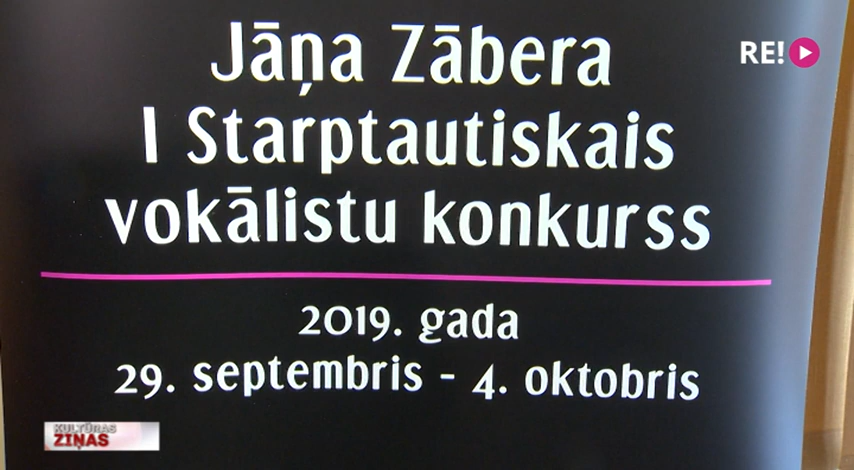 Jāņa Zābera
RE!
I Starptautiskais
vokālistu konkurss
2019. gada
29. septembris - 4. oktobris
KULTŪRAS
ZIŅAS